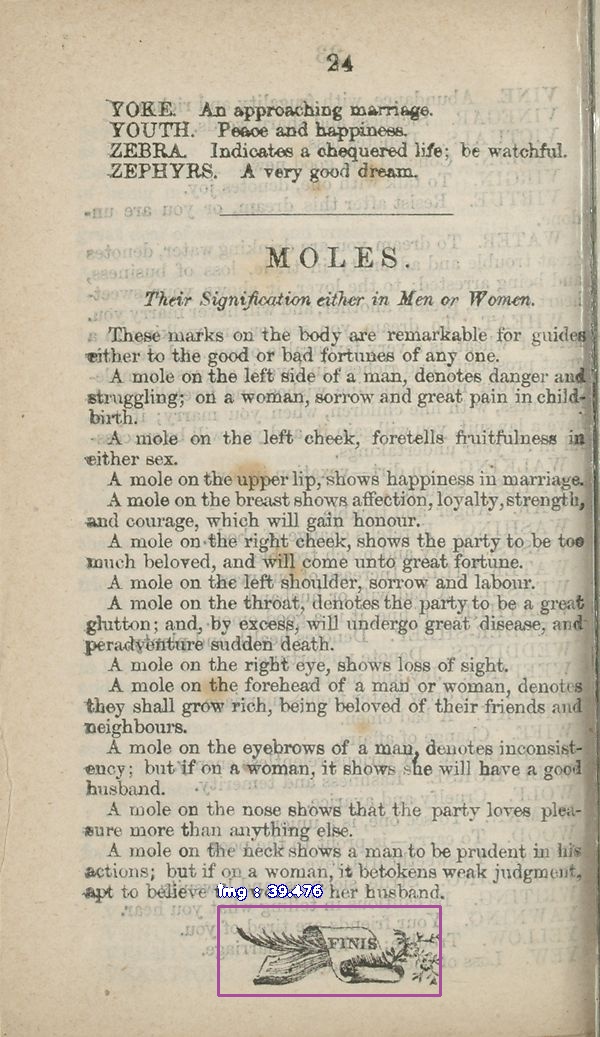 24
YOKE. An approaching marriage.
YOUTH. Peace and happiness.
ZEBRA. Indicates a chequered life; be watchful.
ZEPHYRS. A very good dream.
MOLES.
Their Signification either in Men or Women.
These marks on the body are remarkable for guides
either to the good or bad fortunes of any one.
A mole on the left side of a man, denotes danger and
struggling; on a woman, sorrow and great pain in child-
birth.
A mole on the left cheek, foretells fruitfulness in
either sex.
A mole on the upper lip, shows happiness in marriage.
A mole on the breast shows affection, loyalty, strength,
and courage, which will gain honour.
A mole on the right cheek, shows the party to be too
much beloved, and will come unto great fortune.
A mole on the left shoulder, sorrow and labour.
A mole on the throat, denotes the party to be a great
glutton; and, by excess, will undergo great disease, and
peradventure sudden death.
A mole on the right eye, shows loss of sight.
A mole on the forehead of a man or woman, denotes
they shall grow rich, being beloved of their friends and
neighbours.
A mole on the eyebrows of a man, denotes inconsist-
ency; but if on a woman, it shows she will have a good
husband.
A mole on the nose shows that the party loves plea-
sure more than anything else.
A mole on the neck shows a man to be prudent in his
actions; but if on a woman, it betokens weak judgment,
apt to believe her husband.
Img : 39.476
FINIS